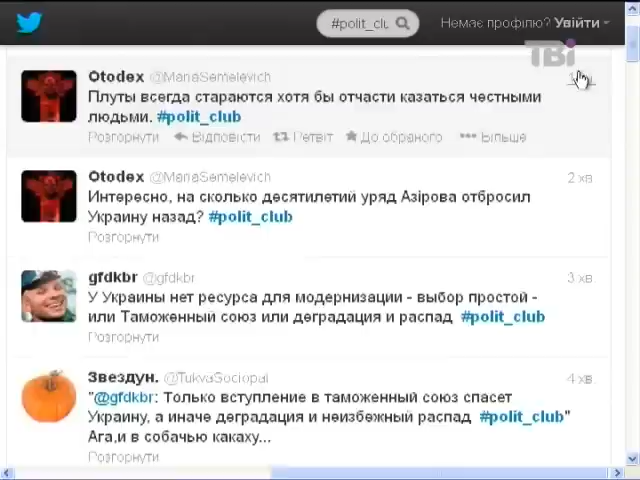 #polit_clu
Немає профілю? Увійти
TBi
Otodex @MariaSemelevich
Плуты всегда стараются хотя бы отчасти казаться честными
людьми. #polit_club
Розгорнути Відповісти Ретвіт До обраного Більше
Otodex @MariaSemelevich 2 хв.
Интересно, на сколько десятилетий уряд Азірова отбросил
Украину назад? #polit_club
Розгорнути
gfdkbr @gfdkbr 3 хв.
У Украины нет ресурса для модернизации - выбор простой -
или Таможенный союз или деградация и распад #polit_club
Розгорнути
Звездун. @TukvaSociopat 4 хв.
"@gfdkbr: Только вступление в таможенный союз спасет
Украину, а иначе деградация и неизбежный распад #polit_club"
Ага,и в собачью какаху...
Розгорнути